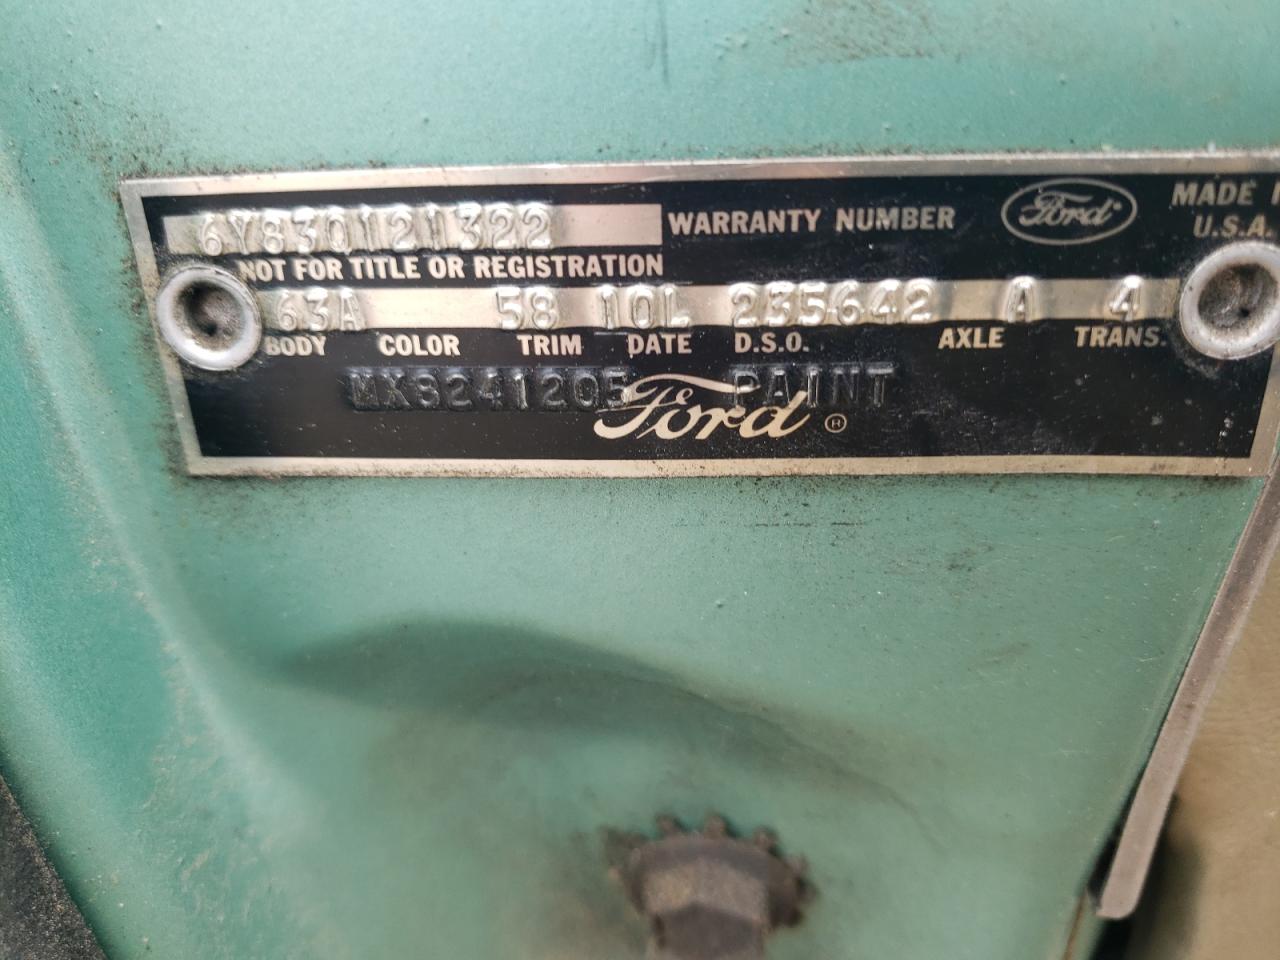 6Y83Q121322 WARRANTY NUMBER Ford MADE
NOT FOR TITLE OR REGISTRATION U.S.A.
63A 58 10L 235642 A 4
BODY COLOR TRIM DATE D.S.O. AXLE TRANS.
MX8241205 PAINT
Ford ®